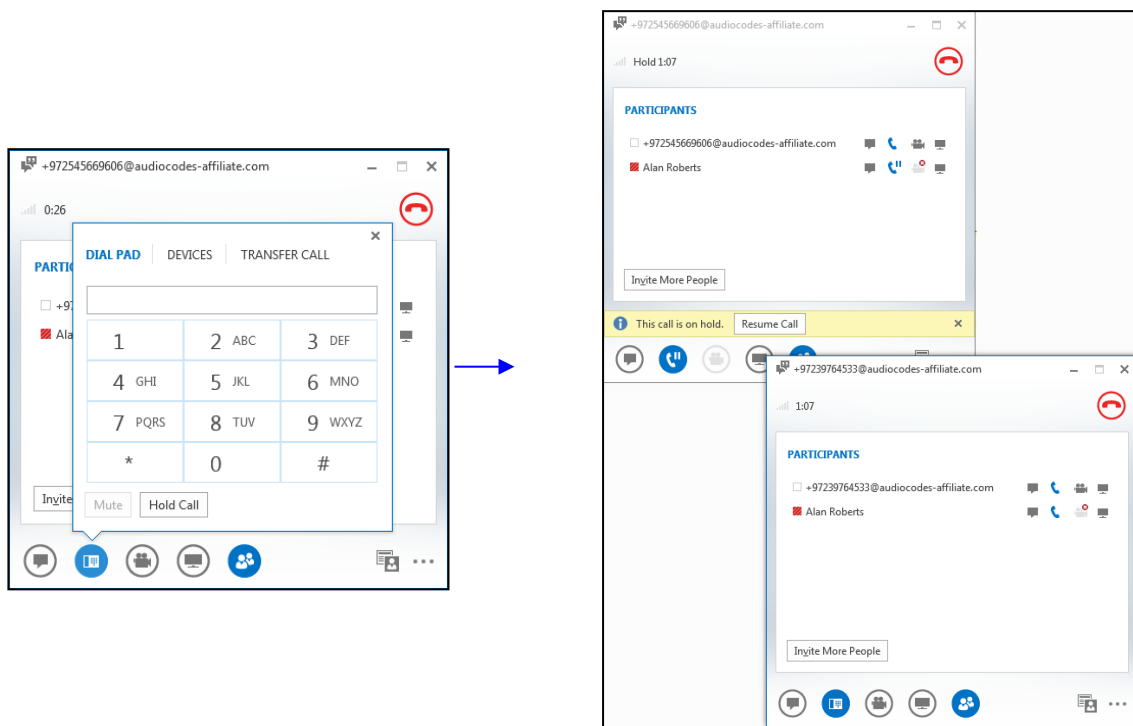 +972545669606@audiocodes-affiliate.com
0:26
PARTIC
+97
Ala
DIAL PAD DEVICES TRANSFER CALL
1 2 ABC 3 DEF
4 GHI 5 JKL 6 MNO
7 PQRS 8 TUV 9 WXYZ
* 0 #
Invite
Mute Hold Call
+972545669606@audiocodes-affiliate.com
Hold 1:07
PARTICIPANTS
+972545669606@audiocodes-affiliate.com
Alan Roberts
Invite More People
This call is on hold. Resume Call
+97239764533@audiocodes-affiliate.com
1:07
PARTICIPANTS
+97239764533@audiocodes-affiliate.com
Alan Roberts
Invite More People